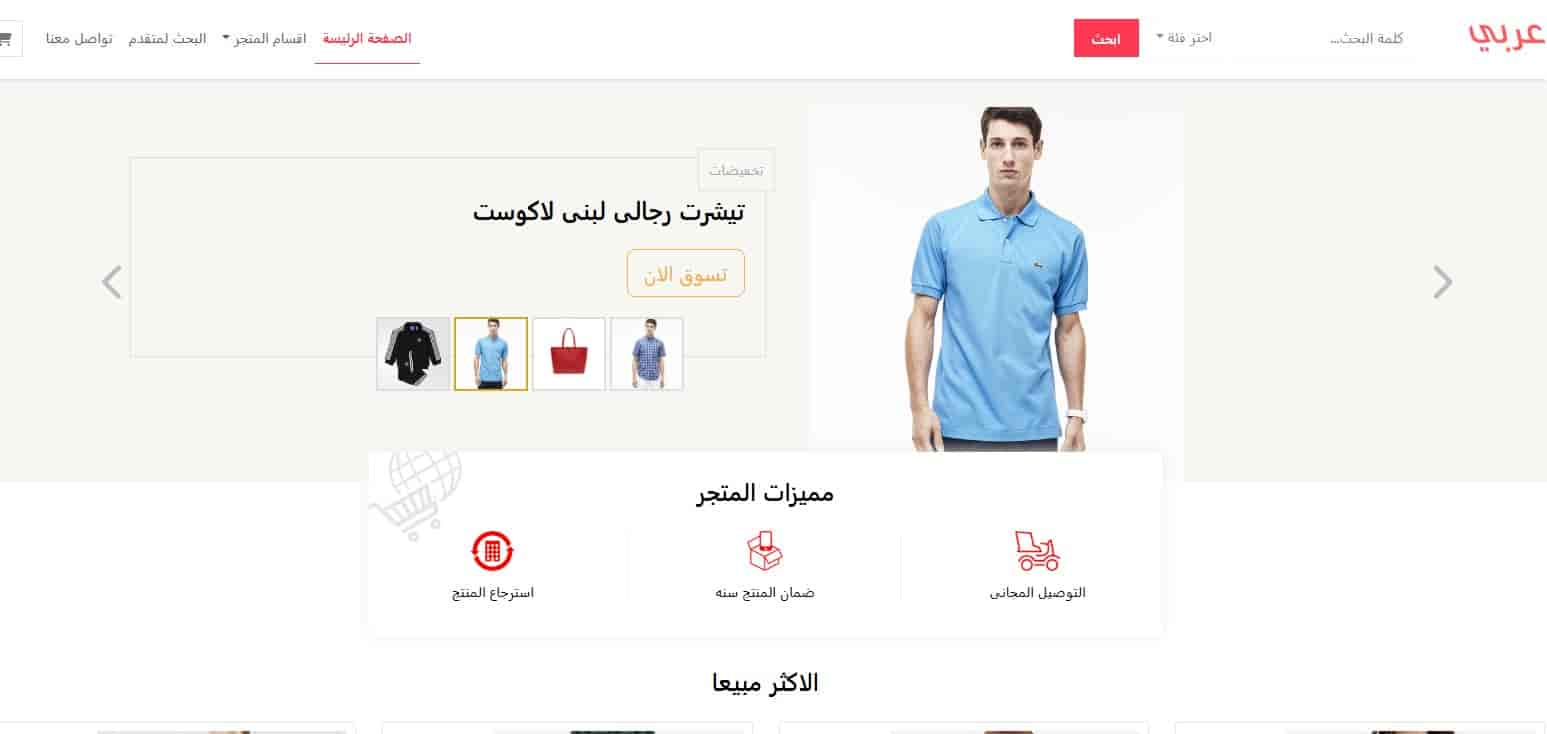 عربي
كلمة البحث...
اختر فئة
ابحث
الصفحة الرئيسة
اقسام المتجر
البحث لمتقدم
تواصل معنا
تخفيضات
تيشرت رجالى لبنى لاكوست
تسوق الان
مميزات المتجر
التوصيل المجانى
ضمان المنتج سنه
استرجاع المنتج
الاكثر مبيعا